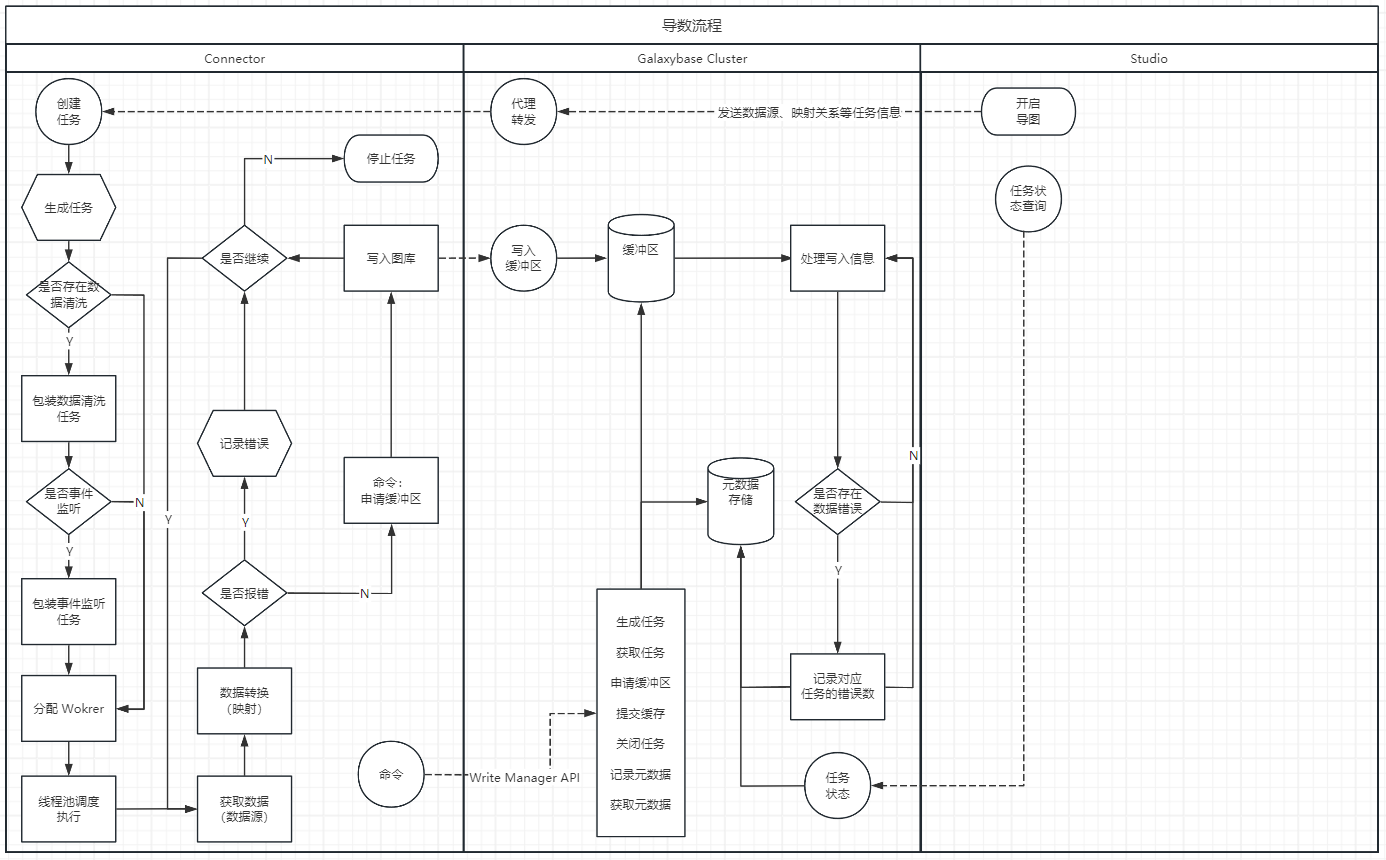 导数流程
Connector
Galaxybase Cluster
Studio
创建
任务
代理
转发
发送数据源、映射关系等任务信息
开启
导图
N
停止任务
生成任务
任务状
态查询
是否继续
写入图库
写入
缓冲区
缓冲区
处理写入信息
是否存在数
据清洗
Y
包装数据清洗
任务
记录错误
N
是否事件
监听
N
Y
Y
命令：
申请缓冲区
元数据
存储
是否存在
数据错误
Y
Y
包装事件监听
任务
是否报错
N
生成任务
获取任务
申请缓冲区
提交缓存
关闭任务
记录元数据
获取元数据
分配 Wokrer
数据转换
（映射）
记录对应
任务的错误数
命令
Write Manager API
任务
状态
线程池调度
执行
获取数据
（数据源）